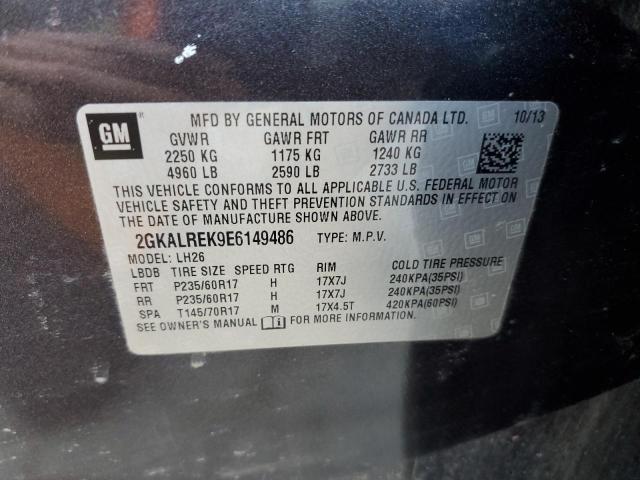 GM
MFD BY GENERAL MOTORS OF CANADA LTD. 10/13
GVWR GAWR FRT GAWR RR
2250 KG 1175 KG 1240 KG
4960 LB 2590 LB 2733 LB
THIS VEHICLE CONFORMS TO ALL APPLICABLE U.S. FEDERAL MOTOR
VEHICLE SAFETY AND THEFT PREVENTION STANDARDS IN EFFECT ON
THE DATE OF MANUFACTURE SHOWN ABOVE.
2GKALREK9E6149486 TYPE: M.P.V.
MODEL: LH26
LBDB TIRE SIZE SPEED RTG RIM COLD TIRE PRESSURE
FRT P235/60R17 H 17X7J 240KPA(35PSI)
RR P235/60R17 H 17X7J 240KPA(35PSI)
SPA T145/70R17 M 17X4.5T 420KPA(60PSI)
SEE OWNER'S MANUAL FOR MORE INFORMATION.